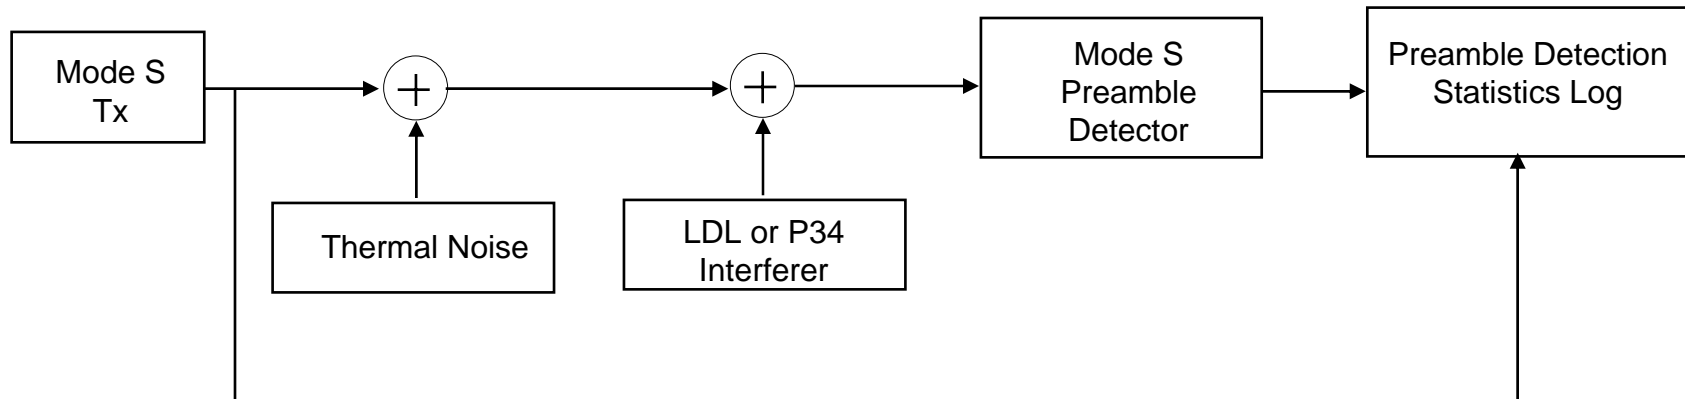 Mode S
Tx
+
+
Mode S
Preamble
Detector
Preamble Detection
Statistics Log
Thermal Noise
LDL or P34
Interferer